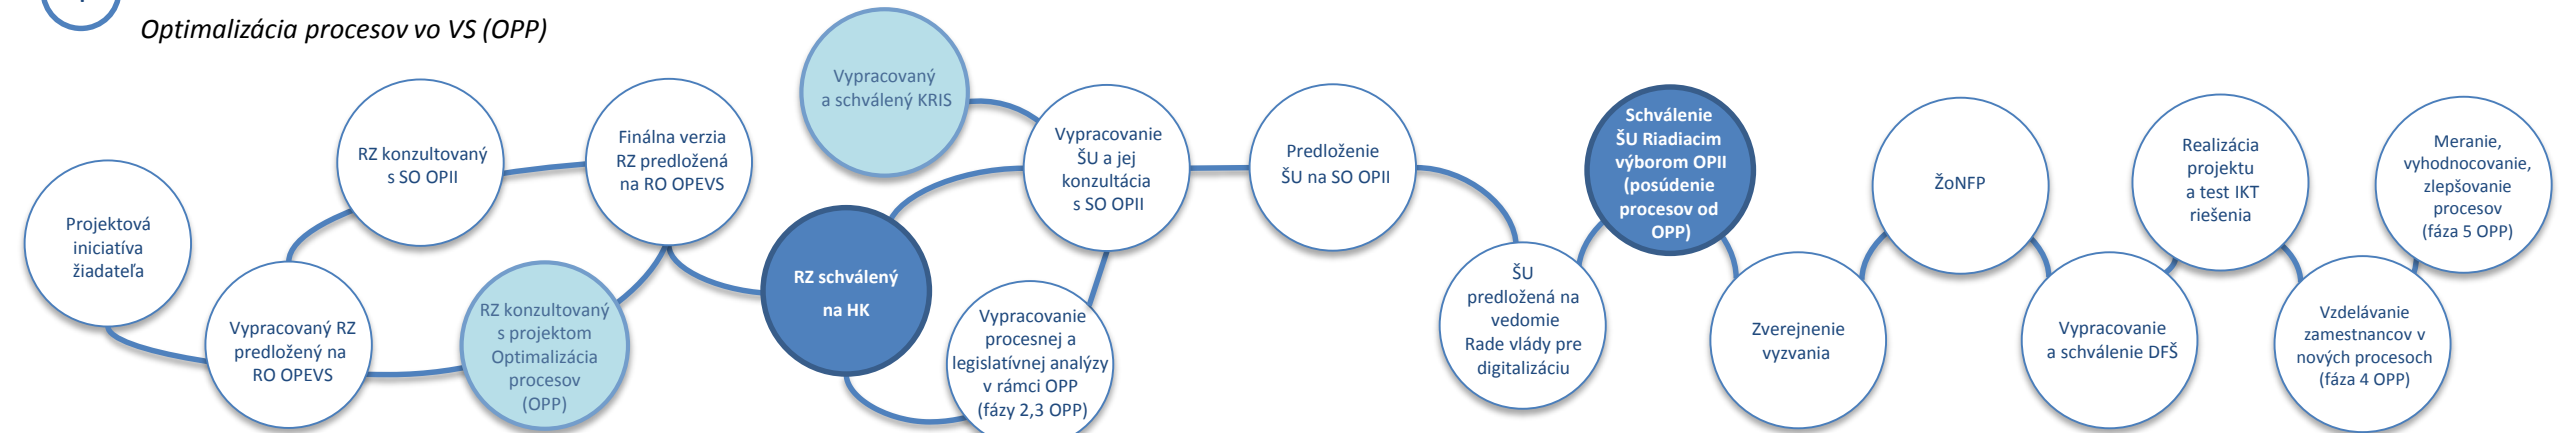 Optimalizácia procesov vo VS (OPP)
Projektová
iniciatíva
žiadateľa
Vypracovaný RZ
predložený na
RO OPEVS
RZ konzultovaný
s SO OPII
RZ konzultovaný
s projektom
Optimalizácia
procesov
(OPP)
Finálna verzia
RZ predložená
na RO OPEVS
RZ schválený
na HK
Vypracovaný
a schválený KRIS
Vypracovanie
procesnej a
legislatívnej analýzy
v rámci OPP
(fázy 2,3 OPP)
Vypracovanie
ŠU a jej
konzultácia
s SO OPII
Predloženie
ŠU na SO OPII
ŠU
predložená na
vedomie
Rade vlády pre
digitalizáciu
Schválenie
ŠU Riadiacim
výborom OPII
(posúdenie
procesov od
OPP)
Zverejnenie
vyzvania
ŽoNFP
Vypracovanie
a schválenie DFŠ
Realizácia
projektu
a test IKT
riešenia
Vzdelávanie
zamestnancov v
nových procesoch
(fáza 4 OPP)
Meranie,
vyhodnocovanie,
zlepšovanie
procesov
(fáza 5 OPP)